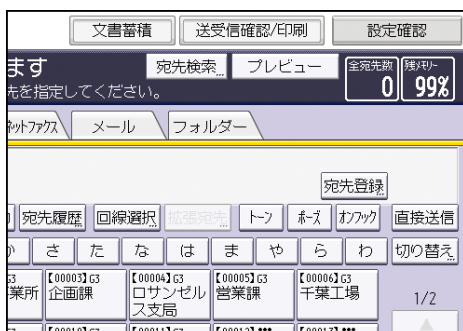 文書蓄積 送受信確認/印刷 設定確認
ます 宛先検索 プレビュー 全宛先数 残メモリー
先を指定してください。 0 99%
ネットファクス メール フォルダー
宛先登録
宛先履歴 回線選択 拡張宛先 トーン ポーズ オンフック 直接送信
か さ た な は ま や ら わ 切り替え
G3 【00003】G3 【00004】G3 【00005】G3 【00006】G3
業所 企画課 ロサンゼル 営業課 千葉工場 1/2
ス支局